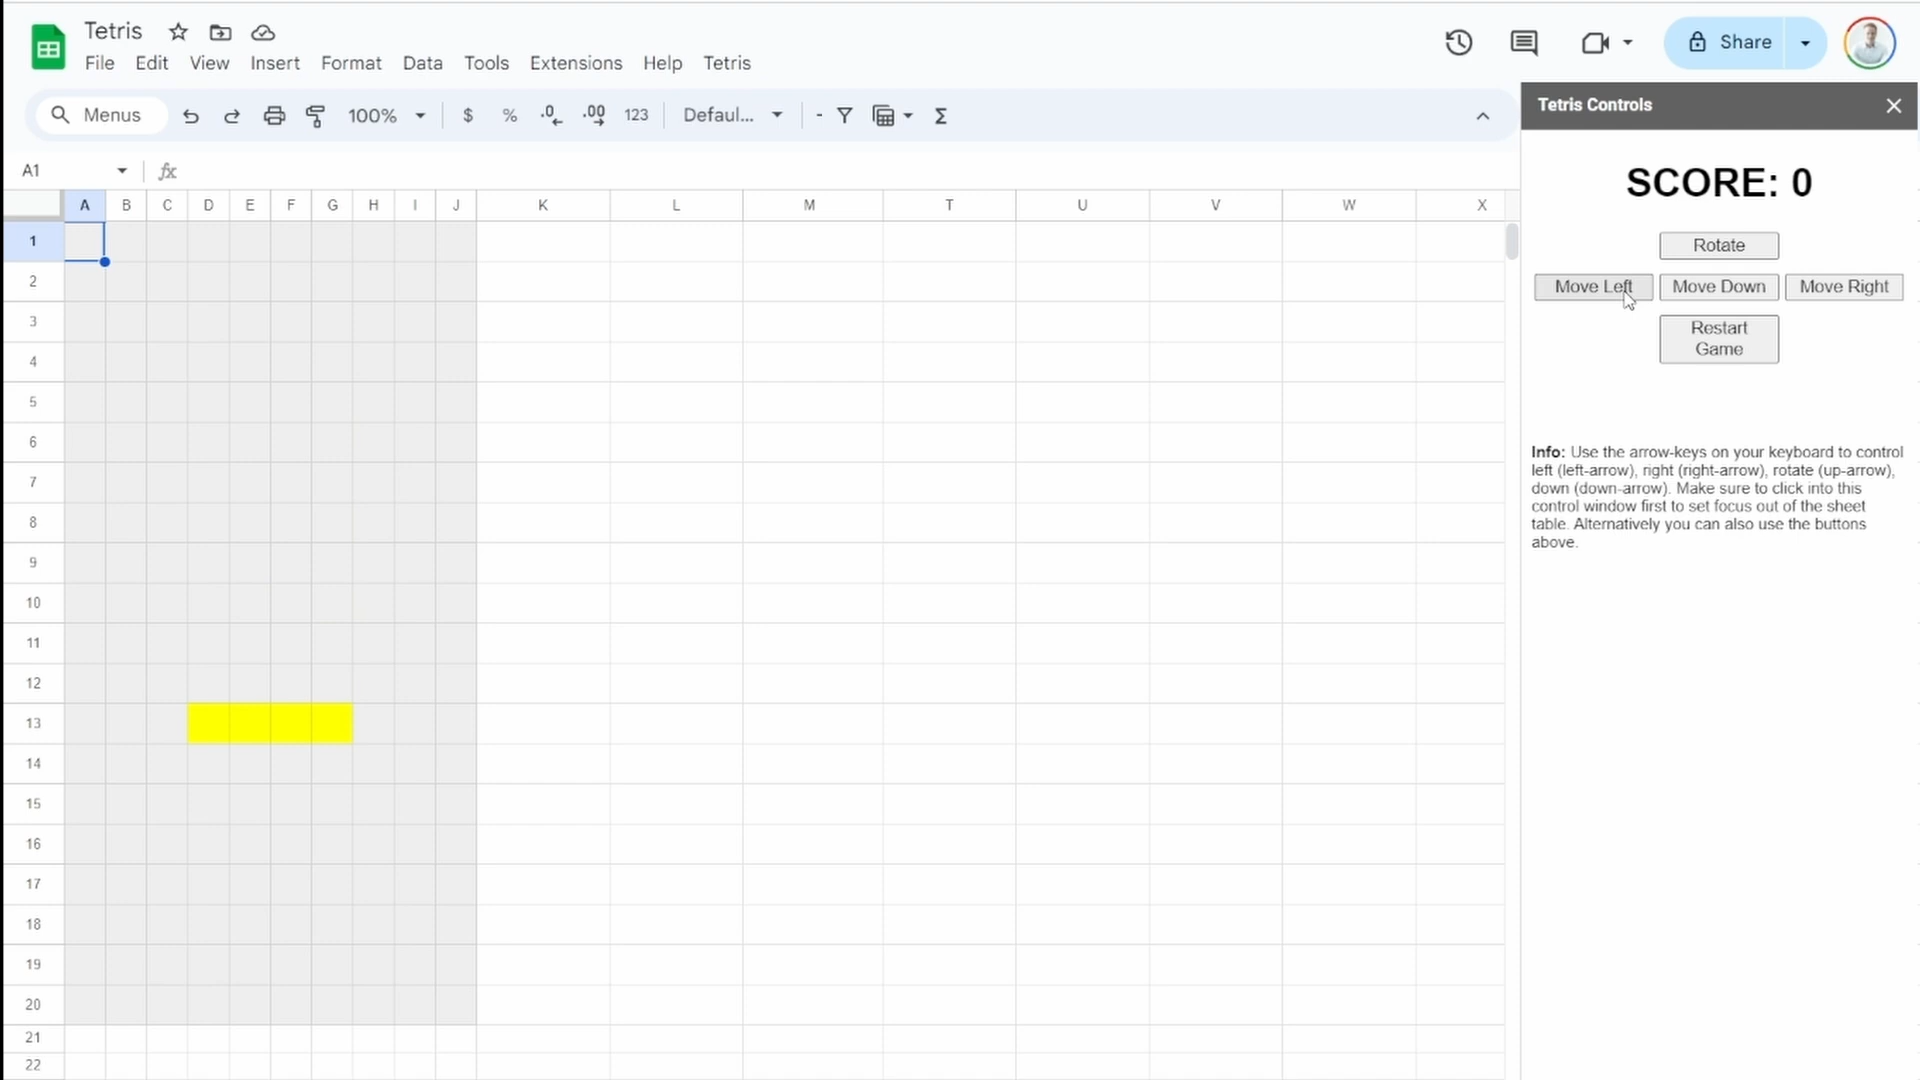 Tetris
File Edit View Insert Format Data Tools Extensions Help Tetris
Share
Menus 100% $ % .0 .00 123 Defaul... - Σ
A1 fx
A B C D E F G H I J K L M T U V W X
1
2
3
4
5
6
7
8
9
10
11
12
13
14
15
16
17
18
19
20
21
22
Tetris Controls
SCORE: 0
Rotate
Move Left Move Down Move Right
Restart
Game
Info: Use the arrow-keys on your keyboard to control
left (left-arrow), right (right-arrow), rotate (up-arrow),
down (down-arrow). Make sure to click into this
control window first to set focus out of the sheet
table. Alternatively you can also use the buttons
above.